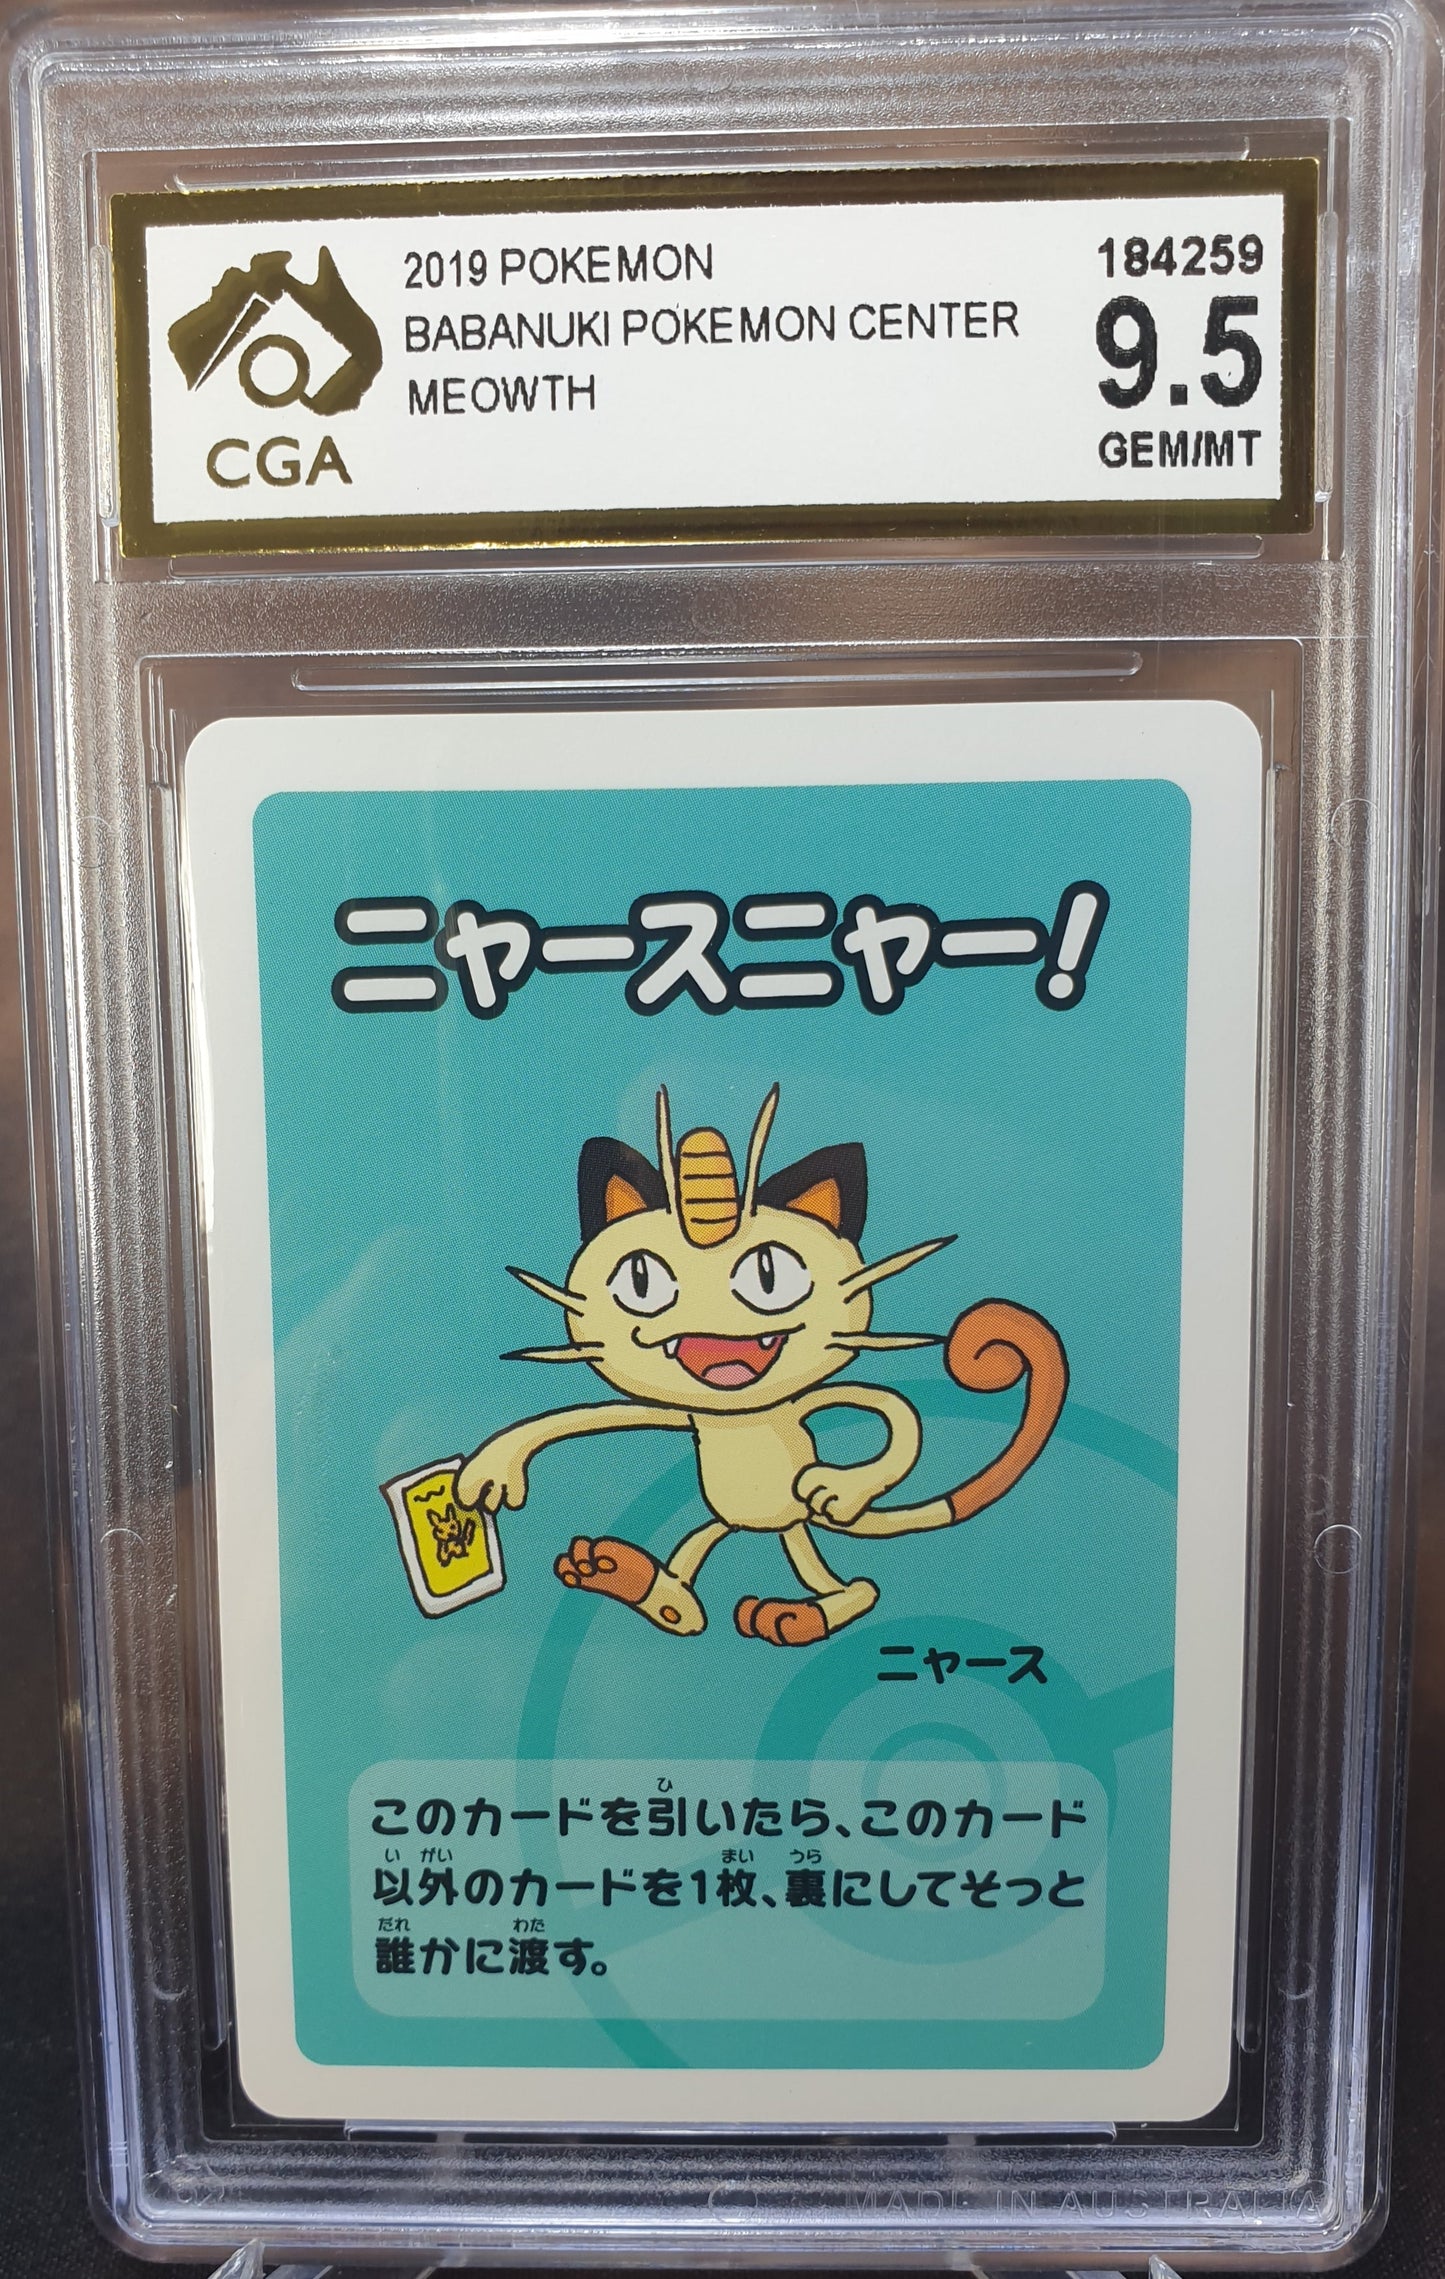 2019 POKEMON
BABANUKI POKEMON CENTER
MEOWTH
CGA
184259
9.5
GEM/MT
ニャースニャー!
ニャース
このカードを引いたら、このカード
以外のカードを1枚、裏にしてそっと
誰かに渡す。
MADE IN AUSTRALIA